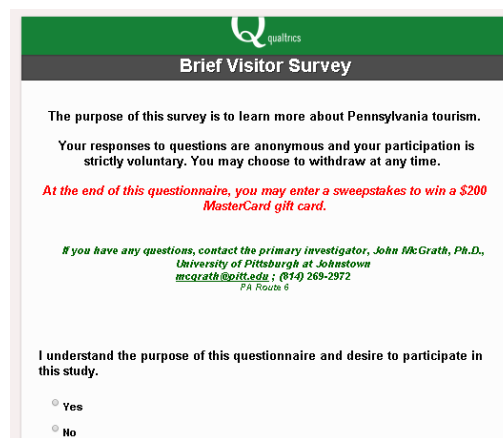 Q qualtrics
Brief Visitor Survey
The purpose of this survey is to learn more about Pennsylvania tourism.
Your responses to questions are anonymous and your participation is
strictly voluntary. You may choose to withdraw at any time.
At the end of this questionnaire, you may enter a sweepstakes to win a $200
MasterCard gift card.
If you have any questions, contact the primary investigator, John McGrath, Ph.D.,
University of Pittsburgh at Johnstown
mcgrath@pitt.edu ; (814) 269-2972
PA Route 6
I understand the purpose of this questionnaire and desire to participate in
this study.
Yes
No